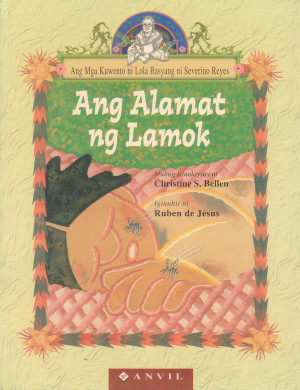 Ang Mga Kuwento ni Lola Basyang ni Severino Reyes
Ang Alamat
ng Lamok
Muling isinalaysay ni
Christine S. Bellen
Iginuhit ni
Ruben de Jesus
ANVIL